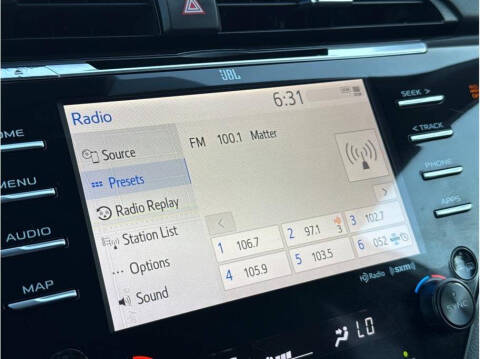 JBL
6:31
SEEK >
< TRACK
PHONE
APPS
HOME
MENU
AUDIO
MAP
Radio
Source
Presets
Radio Replay
Station List
... Options
Sound
FM 100.1 Matter
< >
1 106.7
2 97.1 3
3 102.7
4 105.9
5 103.5
6 052
HD Radio
sxm
LO
SYNC